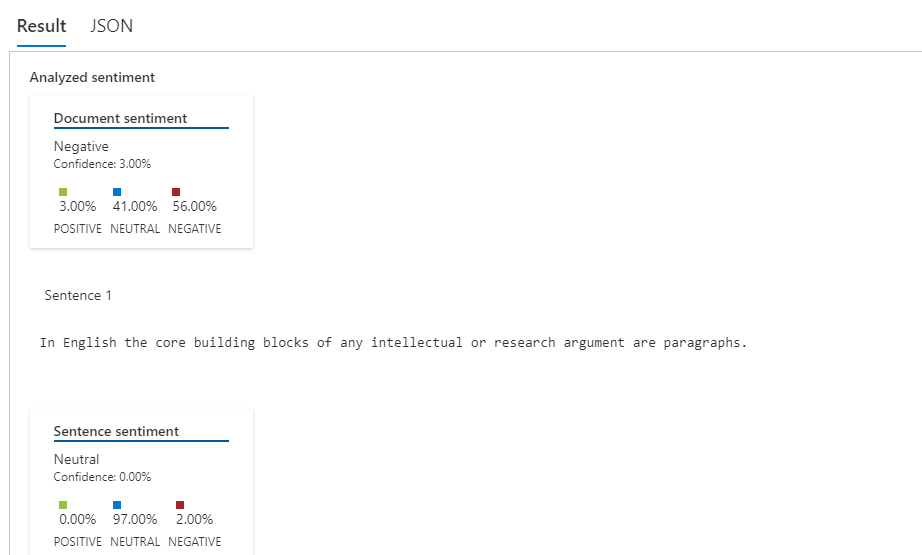 Result JSON
Analyzed sentiment
Document sentiment
Negative
Confidence: 3.00%
3.00% 41.00% 56.00%
POSITIVE NEUTRAL NEGATIVE
Sentence 1
In English the core building blocks of any intellectual or research argument are paragraphs.
Sentence sentiment
Neutral
Confidence: 0.00%
0.00% 97.00% 2.00%
POSITIVE NEUTRAL NEGATIVE